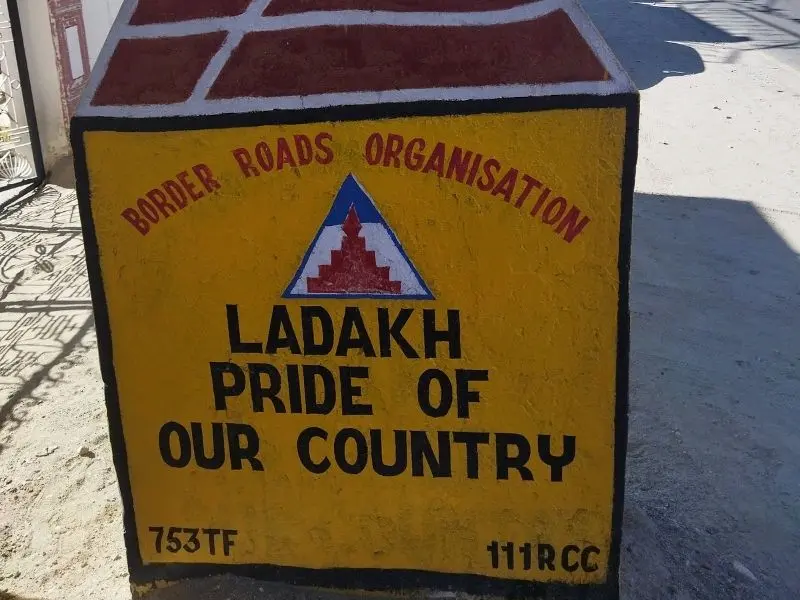 BORDER ROADS ORGANISATION
LADAKH
PRIDE OF
OUR COUNTRY
753TF 111RCC